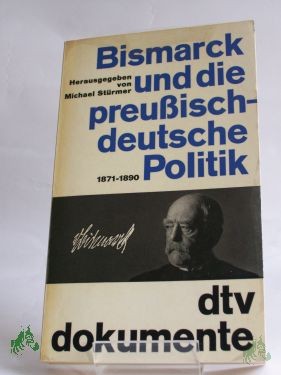 Bismarck
Herausgegeben
von
Michael Stürmer
und die
preußisch-
deutsche
Politik
1871-1890
dtv
dokumente